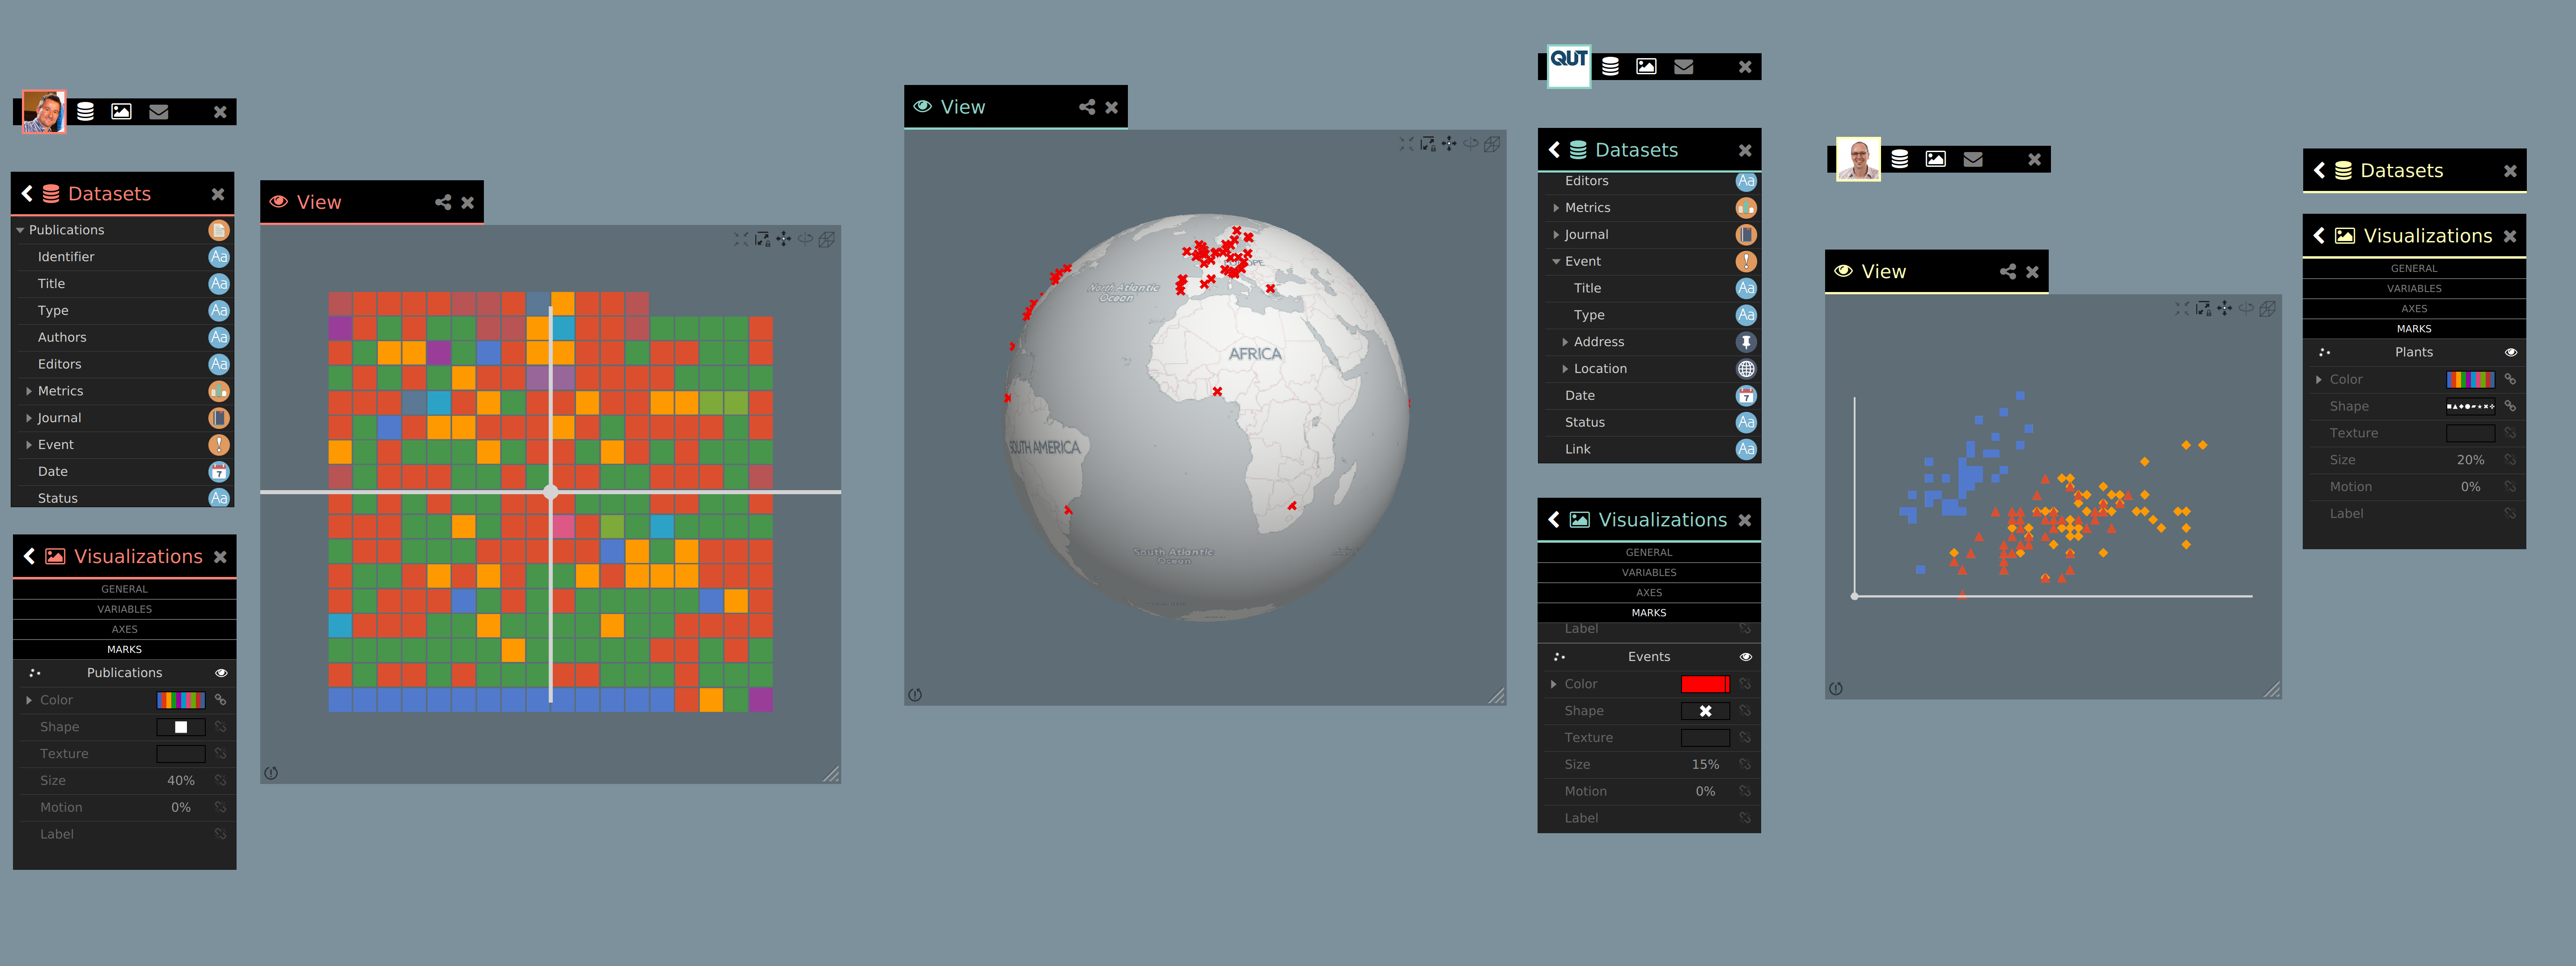 Datasets
Publications
Identifier
Aa
Title
Aa
Type
Aa
Authors
Aa
Editors
Aa
Metrics
Journal
Event
Date
7
Status
Aa
Visualizations
GENERAL
VARIABLES
AXES
MARKS
Publications
Color
Shape
Texture
Size 40%
Motion 0%
Label
View
View
North Atlantic
Ocean
AFRICA
SOUTH AMERICA
South Atlantic
Ocean
QUT
Datasets
Editors
Aa
Metrics
Journal
Event
Title
Aa
Type
Aa
Address
Location
Date
7
Status
Aa
Link
Aa
Visualizations
GENERAL
VARIABLES
AXES
MARKS
Label
Events
Color
Shape
Texture
Size 15%
Motion 0%
Label
View
Datasets
Visualizations
GENERAL
VARIABLES
AXES
MARKS
Plants
Color
Shape
Texture
Size 20%
Motion 0%
Label